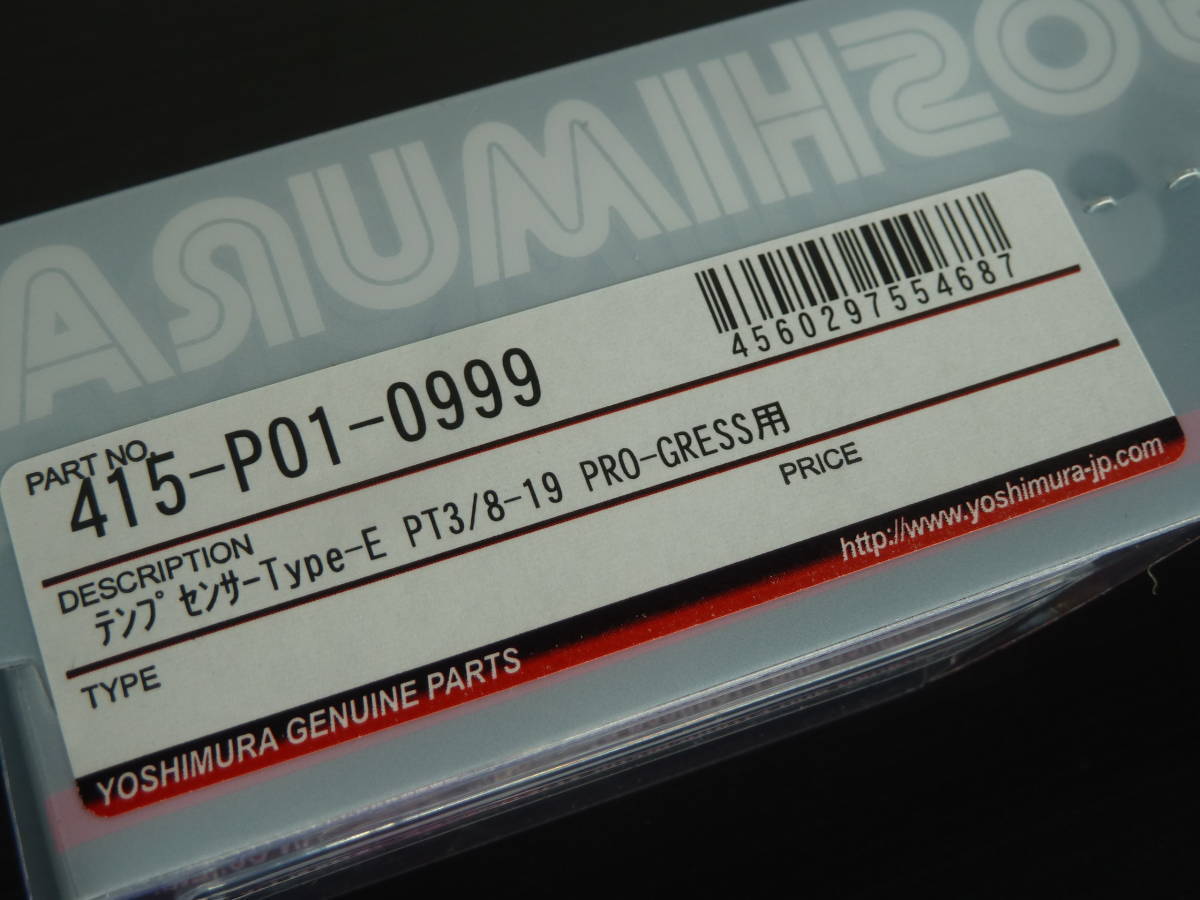 YOSHIMURA
PART NO.
415-P01-0999
4560297554687
DESCRIPTION
ﾃﾝﾌﾟｾﾝｻｰType-E PT3/8-19 PRO-GRESS用
TYPE
PRICE
YOSHIMURA GENUINE PARTS
http://www.yoshimura-jp.com